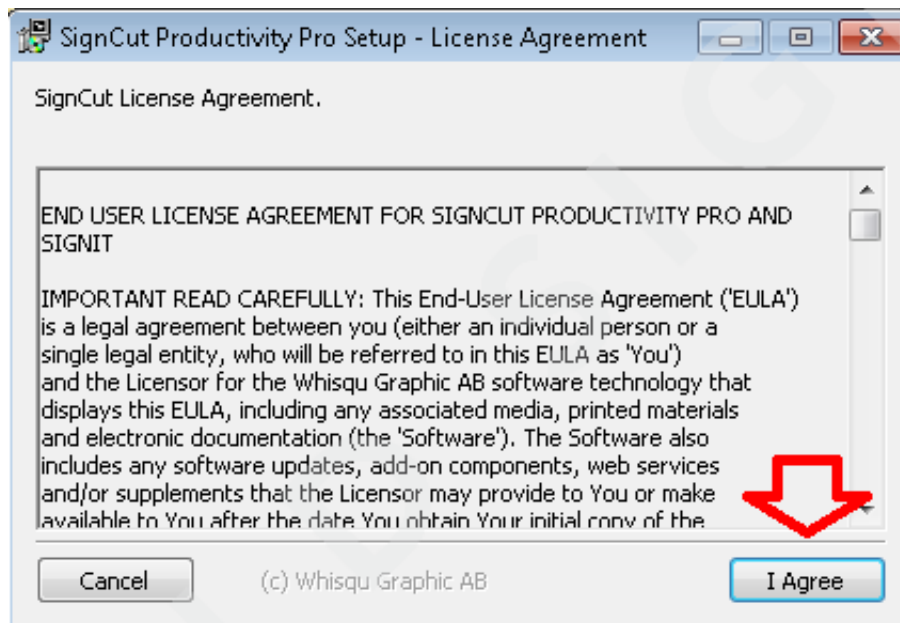 SignCut Productivity Pro Setup - License Agreement
SignCut License Agreement.
END USER LICENSE AGREEMENT FOR SIGNCUT PRODUCTIVITY PRO AND
SIGNIT
IMPORTANT READ CAREFULLY: This End-User License Agreement ('EULA')
is a legal agreement between you (either an individual person or a
single legal entity, who will be referred to in this EULA as 'You')
and the Licensor for the Whisqu Graphic AB software technology that
displays this EULA, including any associated media, printed materials
and electronic documentation (the 'Software'). The Software also
includes any software updates, add-on components, web services
and/or supplements that the Licensor may provide to You or make
available to You after the date You obtain Your initial copy of the
Cancel
(c) Whisqu Graphic AB
I Agree